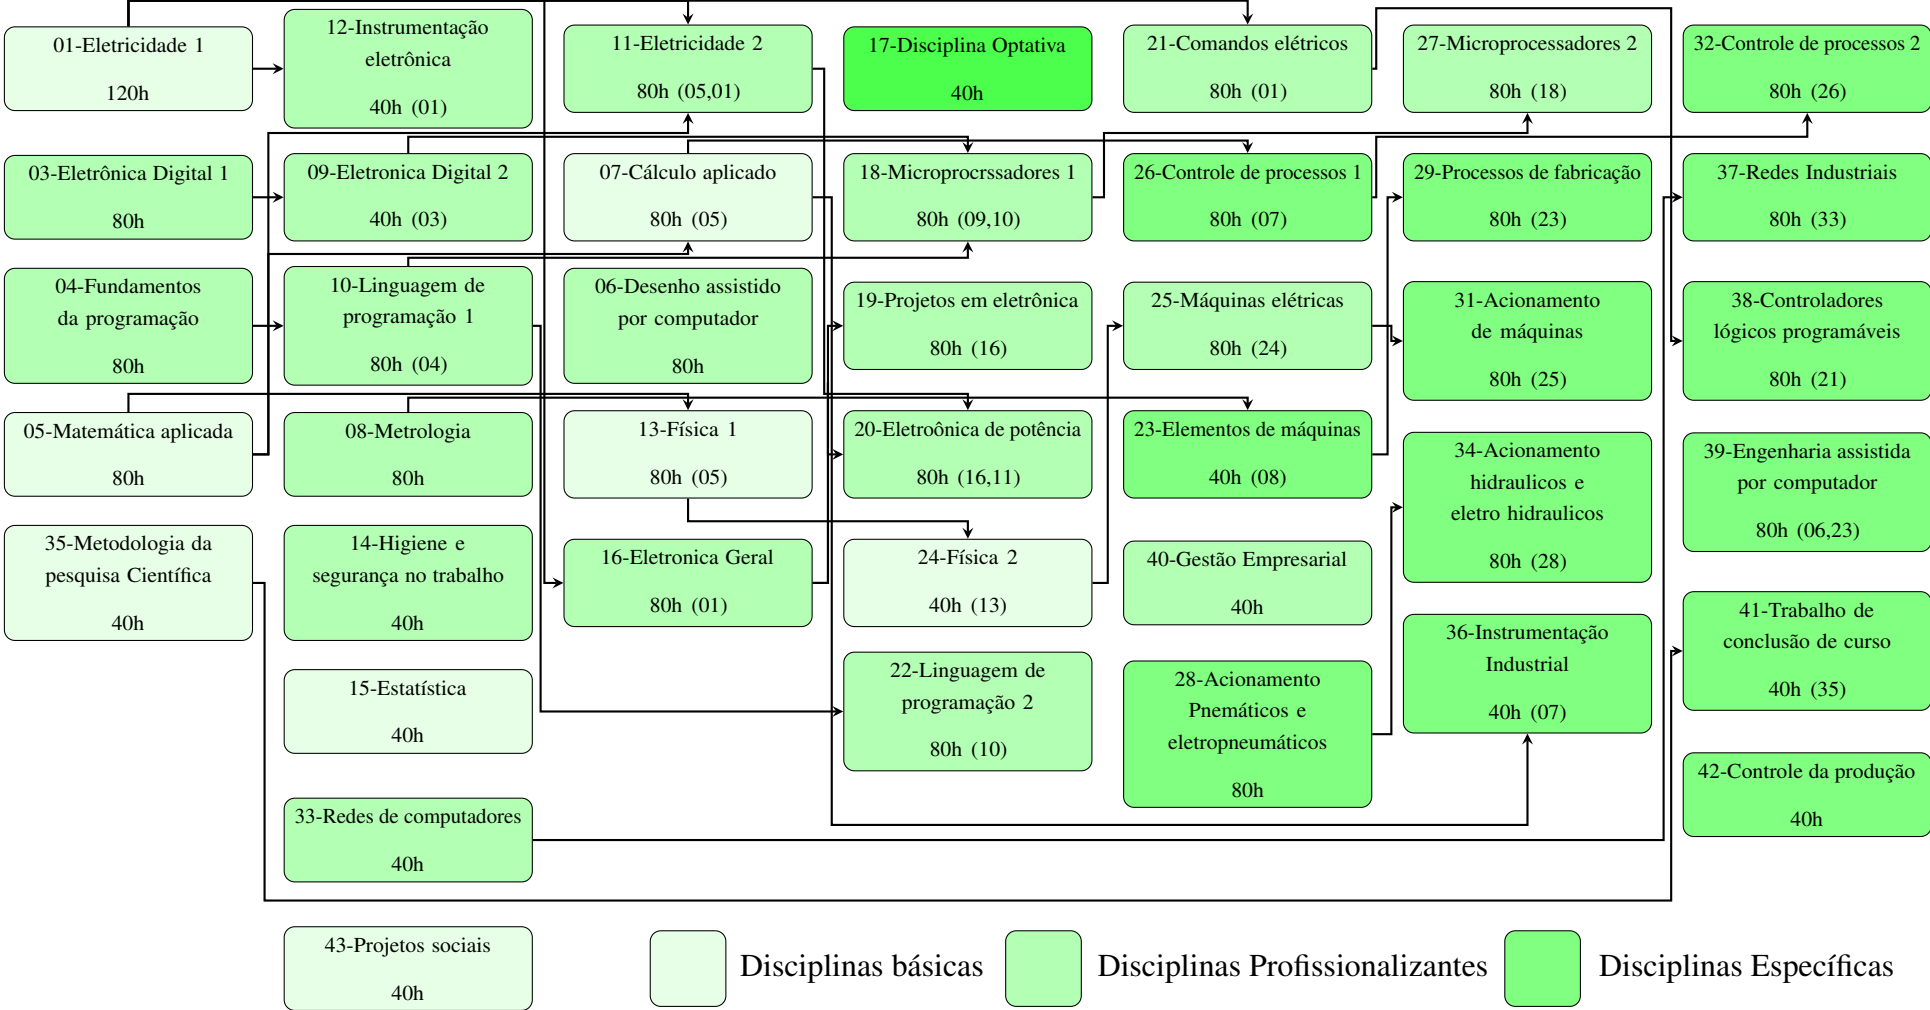 01-Eletricidade 1
120h
03-Eletrônica Digital 1
80h
04-Fundamentos
da programação
80h
05-Matemática aplicada
80h
35-Metodologia da
pesquisa Científica
40h
12-Instrumentação
eletrônica
40h (01)
09-Eletronica Digital 2
40h (03)
10-Linguagem de
programação 1
80h (04)
08-Metrologia
80h
14-Higiene e
segurança no trabalho
40h
15-Estatística
40h
33-Redes de computadores
40h
43-Projetos sociais
40h
11-Eletricidade 2
80h (05,01)
07-Cálculo aplicado
80h (05)
06-Desenho assistido
por computador
80h
13-Física 1
80h (05)
16-Eletronica Geral
80h (01)
17-Disciplina Optativa
40h
18-Microprocrssadores 1
80h (09,10)
19-Projetos em eletrônica
80h (16)
20-Eletroônica de potência
80h (16,11)
24-Física 2
40h (13)
22-Linguagem de
programação 2
80h (10)
21-Comandos elétricos
80h (01)
26-Controle de processos 1
80h (07)
25-Máquinas elétricas
80h (24)
23-Elementos de máquinas
40h (08)
40-Gestão Empresarial
40h
28-Acionamento
Pnemáticos e
eletropneumáticos
80h
27-Microprocessadores 2
80h (18)
29-Processos de fabricação
80h (23)
31-Acionamento
de máquinas
80h (25)
34-Acionamento
hidraulicos e
eletro hidraulicos
80h (28)
36-Instrumentação
Industrial
40h (07)
32-Controle de processos 2
80h (26)
37-Redes Industriais
80h (33)
38-Controladores
lógicos programáveis
80h (21)
39-Engenharia assistida
por computador
80h (06,23)
41-Trabalho de
conclusão de curso
40h (35)
42-Controle da produção
40h
Disciplinas básicas
Disciplinas Profissionalizantes
Disciplinas Específicas